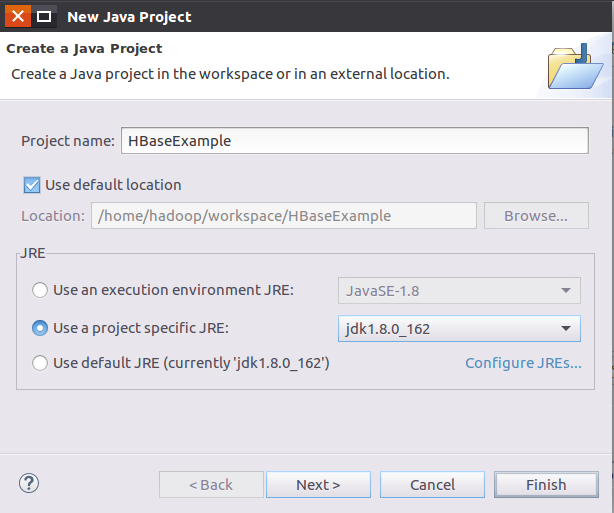 New Java Project
Create a Java Project
Create a Java project in the workspace or in an external location.
Project name: HBaseExample
Use default location
Location: /home/hadoop/workspace/HBaseExample Browse...
JRE
Use an execution environment JRE: JavaSE-1.8
Use a project specific JRE: jdk1.8.0_162
Use default JRE (currently 'jdk1.8.0_162') Configure JREs...
? < Back Next > Cancel Finish